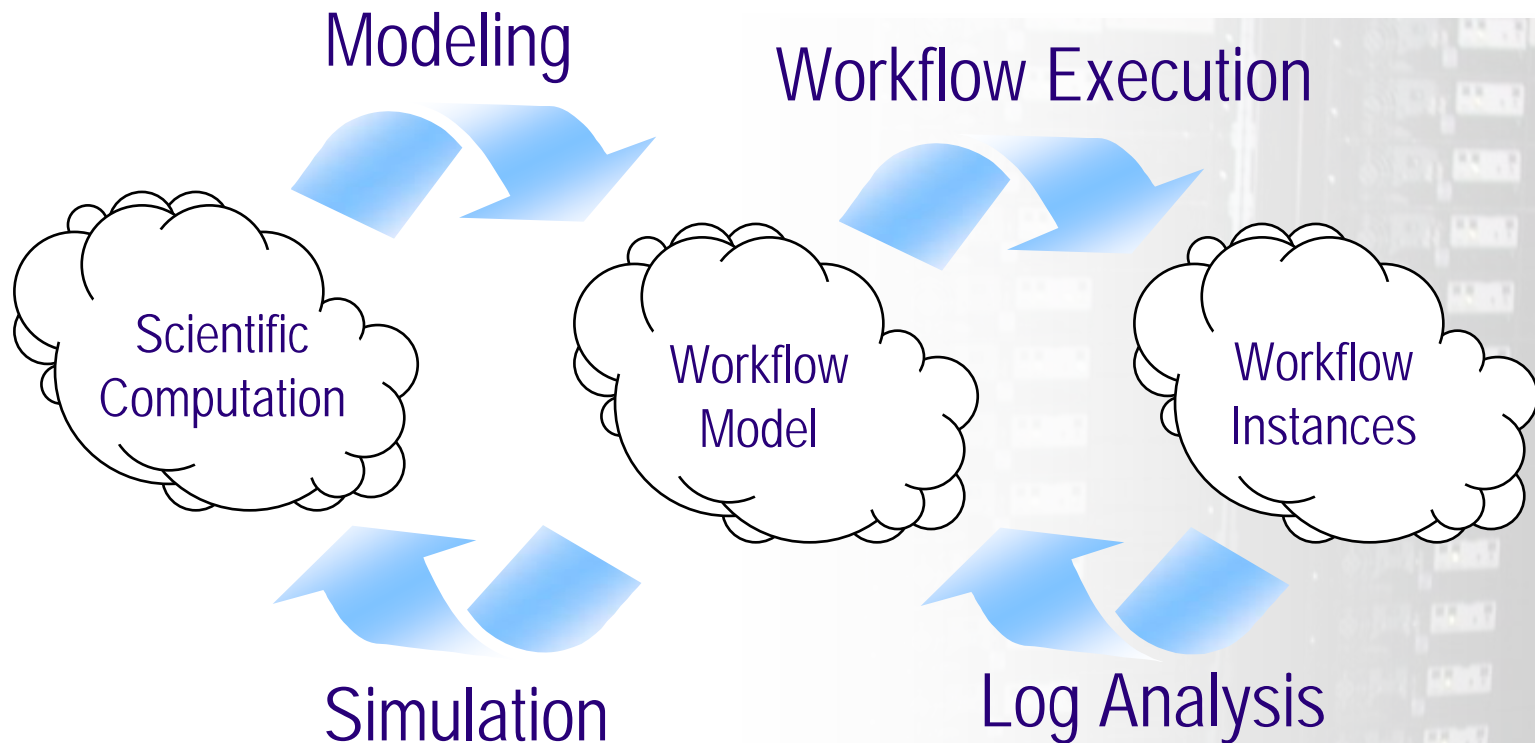 Modeling
Workflow Execution
Scientific
Computation
Workflow
Model
Workflow
Instances
Simulation
Log Analysis